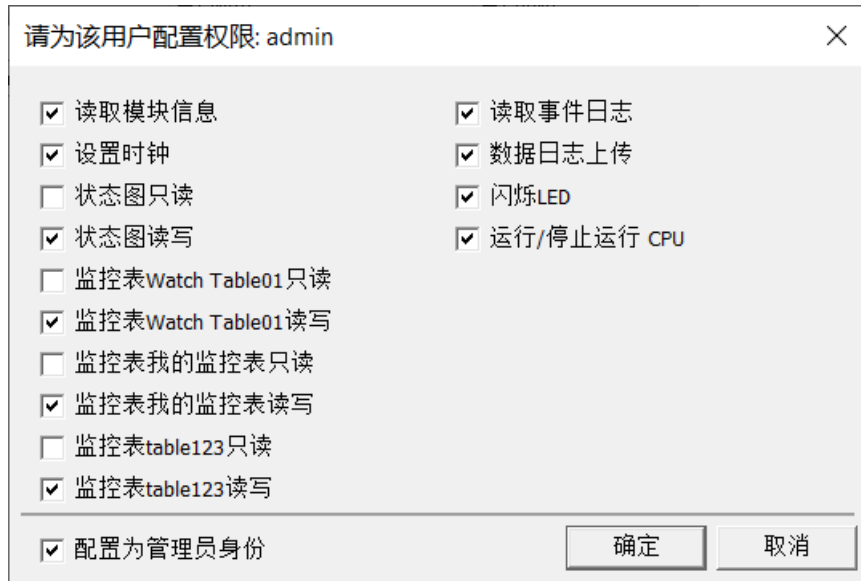 请为该用户配置权限: admin
读取模块信息
设置时钟
状态图只读
状态图读写
监控表Watch Table01只读
监控表Watch Table01读写
监控表我的监控表只读
监控表我的监控表读写
监控表table123只读
监控表table123读写
读取事件日志
数据日志上传
闪烁LED
运行/停止运行 CPU
配置为管理员身份
确定
取消